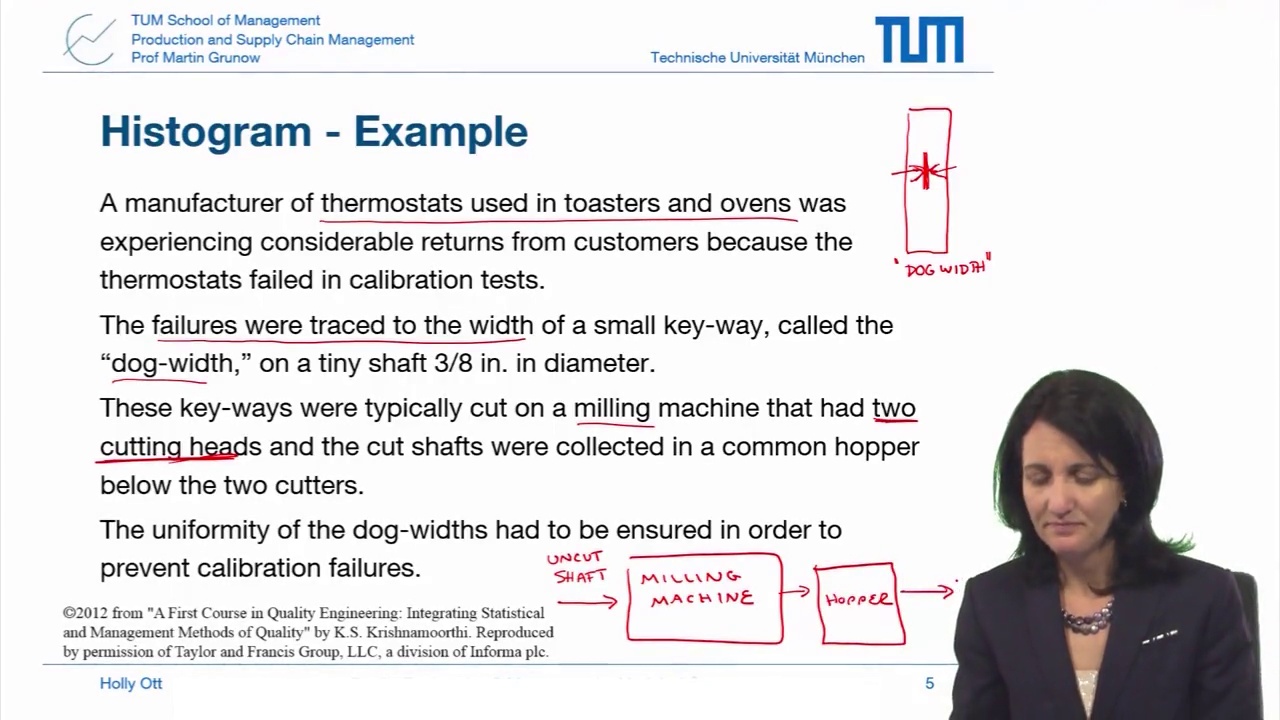 TUM School of Management
Production and Supply Chain Management
Prof Martin Grunow
Technische Universität München
TUM
Histogram - Example
A manufacturer of thermostats used in toasters and ovens was
experiencing considerable returns from customers because the
thermostats failed in calibration tests.
"DOG WIDTH"
The failures were traced to the width of a small key-way, called the
“dog-width,” on a tiny shaft 3/8 in. in diameter.
These key-ways were typically cut on a milling machine that had two
cutting heads and the cut shafts were collected in a common hopper
below the two cutters.
The uniformity of the dog-widths had to be ensured in order to
prevent calibration failures.
UNCUT
SHAFT
MILLING
MACHINE
HOPPER
©2012 from "A First Course in Quality Engineering: Integrating Statistical
and Management Methods of Quality" by K.S. Krishnamoorthi. Reproduced
by permission of Taylor and Francis Group, LLC, a division of Informa plc.
Holly Ott
5